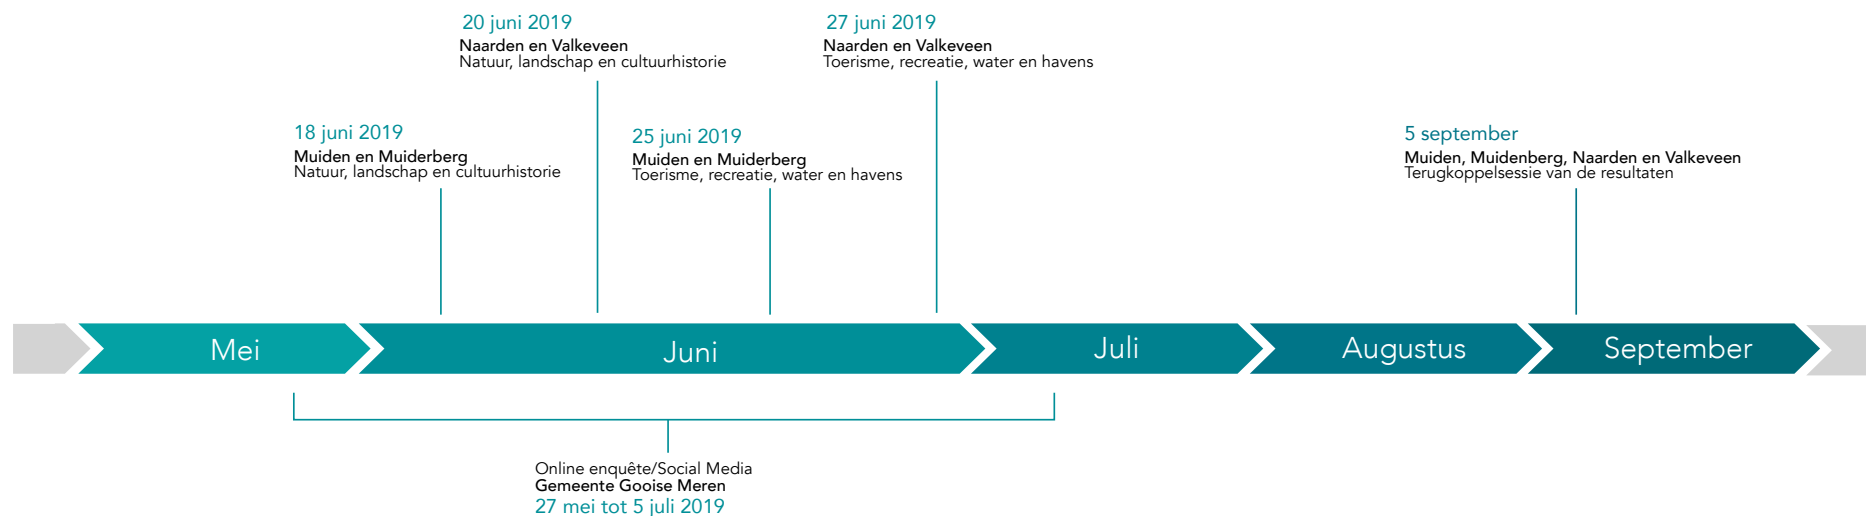 20 juni 2019
Naarden en Valkeveen
Natuur, landschap en cultuurhistorie
27 juni 2019
Naarden en Valkeveen
Toerisme, recreatie, water en havens
18 juni 2019
Muiden en Muiderberg
Natuur, landschap en cultuurhistorie
25 juni 2019
Muiden en Muiderberg
Toerisme, recreatie, water en havens
5 september
Muiden, Muidenberg, Naarden en Valkeveen
Terugkoppelsessie van de resultaten
Mei
Juni
Juli
Augustus
September
Online enquête/Social Media
Gemeente Gooise Meren
27 mei tot 5 juli 2019